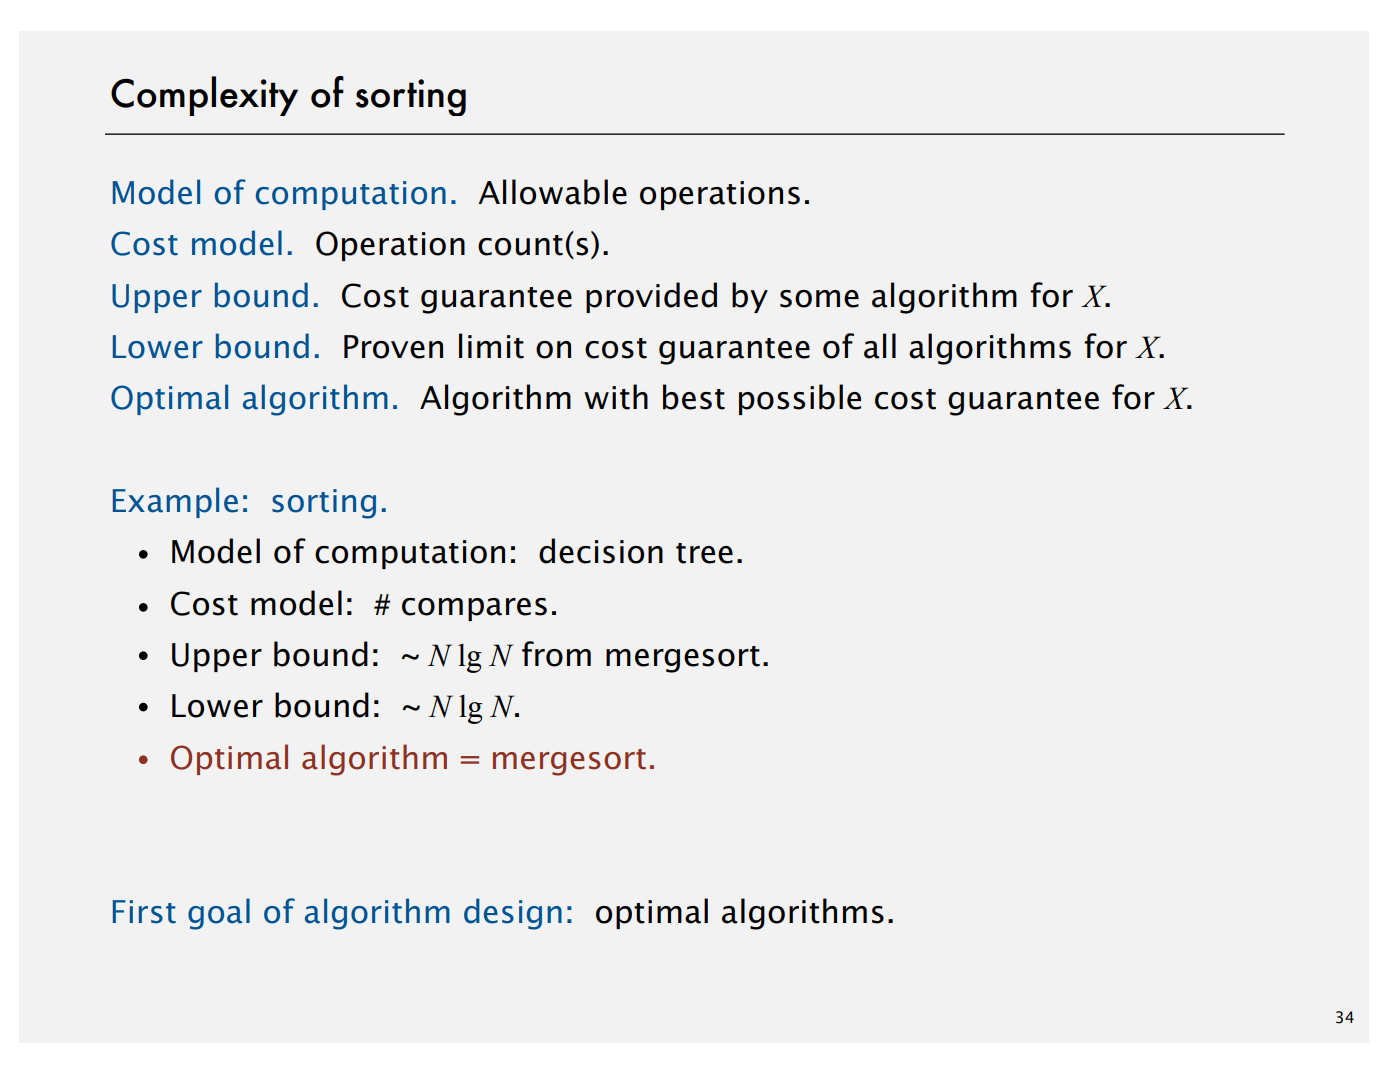 Complexity of sorting
Model of computation. Allowable operations.
Cost model. Operation count(s).
Upper bound. Cost guarantee provided by some algorithm for X.
Lower bound. Proven limit on cost guarantee of all algorithms for X.
Optimal algorithm. Algorithm with best possible cost guarantee for X.
Example: sorting.
• Model of computation: decision tree.
• Cost model: # compares.
• Upper bound: ~ N lg N from mergesort.
• Lower bound: ~ N lg N.
• Optimal algorithm = mergesort.
First goal of algorithm design: optimal algorithms.
34